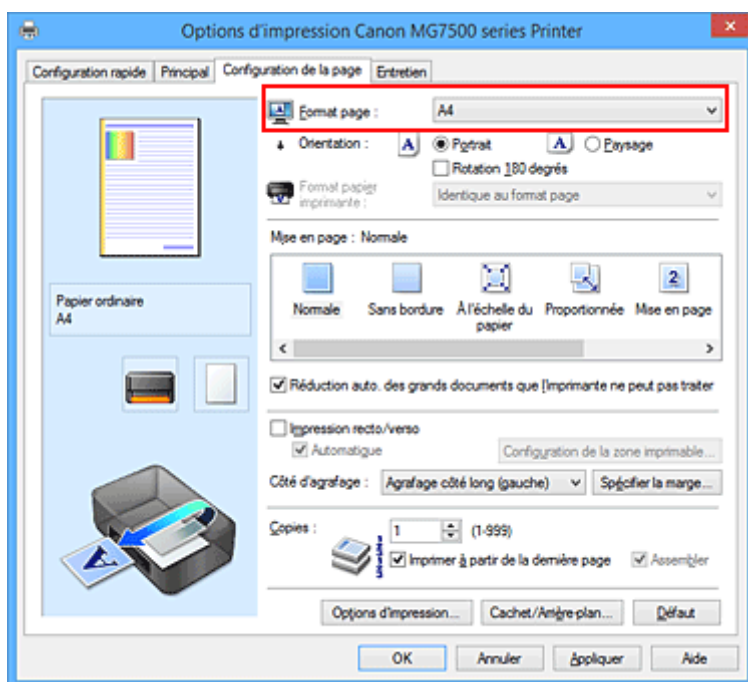 Options d'impression Canon MG7500 series Printer
Configuration rapide Principal Configuration de la page Entretien
Format page : A4
Orientation : A Portrait A Paysage
Rotation 180 degrés
Format papier imprimante : Identique au format page
Mise en page : Normale
Normale Sans bordure À l'échelle du papier Proportionnée Mise en page
2
Papier ordinaire
A4
Réduction auto. des grands documents que l'imprimante ne peut pas traiter
Impression recto/verso
Automatique Configuration de la zone imprimable...
Côté d'agrafage : Agrafage côté long (gauche) Spécifier la marge...
Copies : 1 (1-999)
Imprimer à partir de la dernière page Assembler
Options d'impression... Cachet/Arrière-plan... Défaut
OK Annuler Appliquer Aide